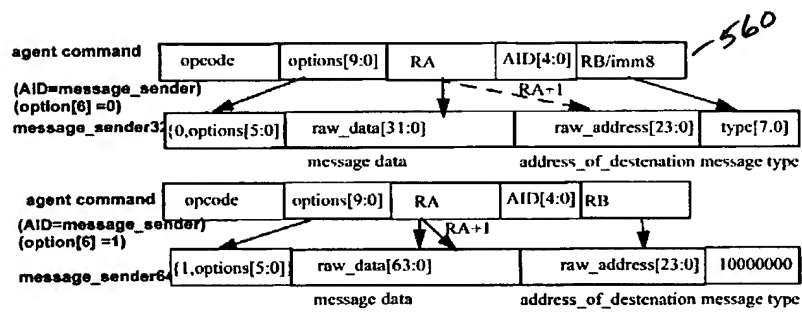 560
agent command opcode options[9:0] RA AID[4:0] RB/imm8
(AID=message_sender)
(option[6] =0) RA+1
message_sender32 {0,options[5:0] raw_data[31:0] raw_address[23:0] type[7.0]
message data address_of_destenation message type
agent command opcode options[9:0] RA AID[4:0] RB
(AID=message_sender) RA+1
(option[6] =1)
message_sender64 {1,options[5:0]} raw_data[63:0] raw_address[23:0] 10000000
message data address_of_destenation message type